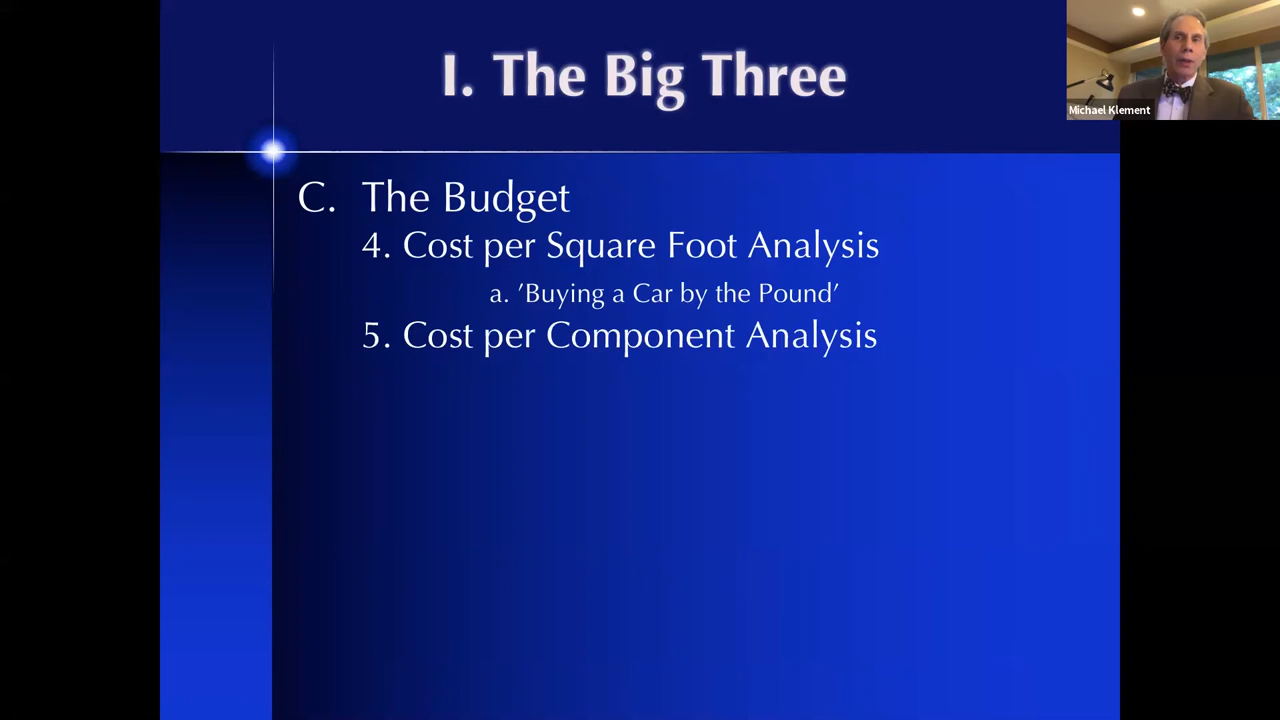 I. The Big Three
Michael Klement
C. The Budget
4. Cost per Square Foot Analysis
a. ’Buying a Car by the Pound’
5. Cost per Component Analysis